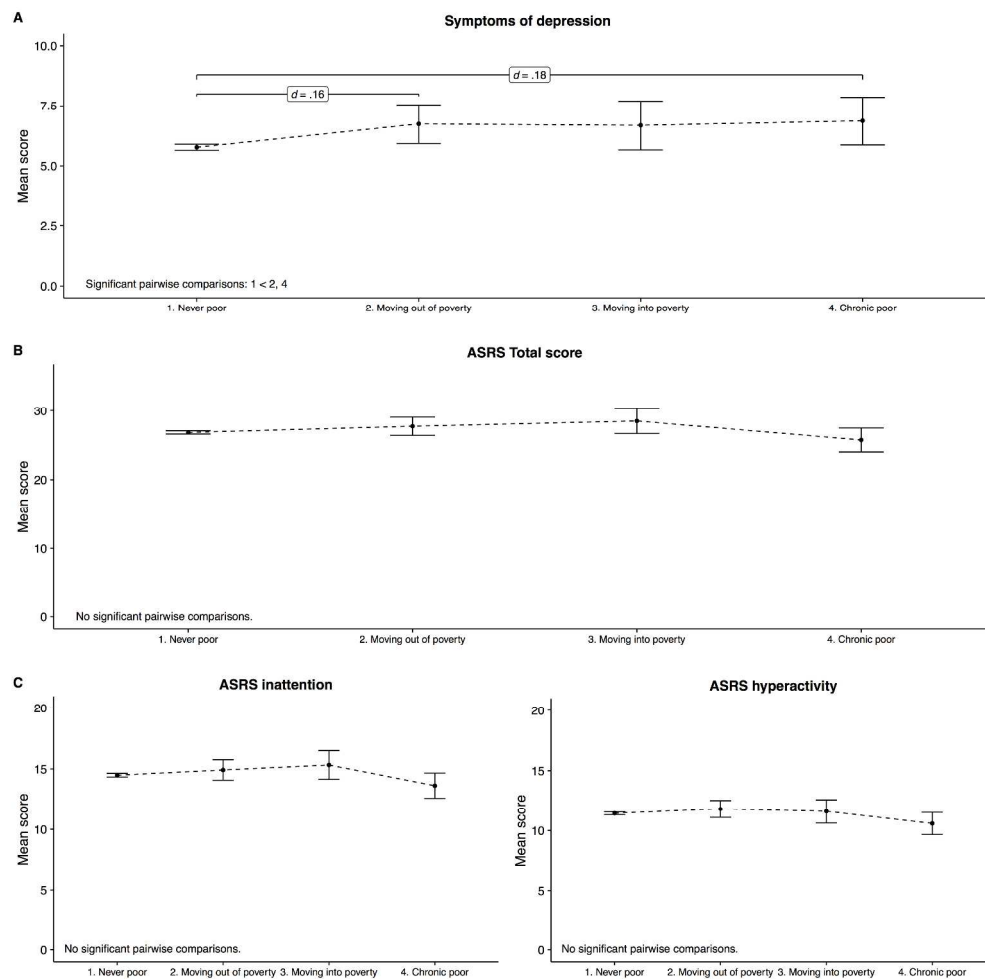 A
Symptoms of depression
10.0
7.5
5.0
2.5
0.0
Mean score
d = .18
d = .16
Significant pairwise comparisons: 1 < 2, 4
1. Never poor
2. Moving out of poverty
3. Moving into poverty
4. Chronic poor
B
ASRS Total score
30
20
10
0
Mean score
No significant pairwise comparisons.
1. Never poor
2. Moving out of poverty
3. Moving into poverty
4. Chronic poor
C
ASRS inattention
20
15
10
5
0
Mean score
No significant pairwise comparisons.
1. Never poor
2. Moving out of poverty
3. Moving into poverty
4. Chronic poor
ASRS hyperactivity
20
15
10
5
0
Mean score
No significant pairwise comparisons.
1. Never poor
2. Moving out of poverty
3. Moving into poverty
4. Chronic poor